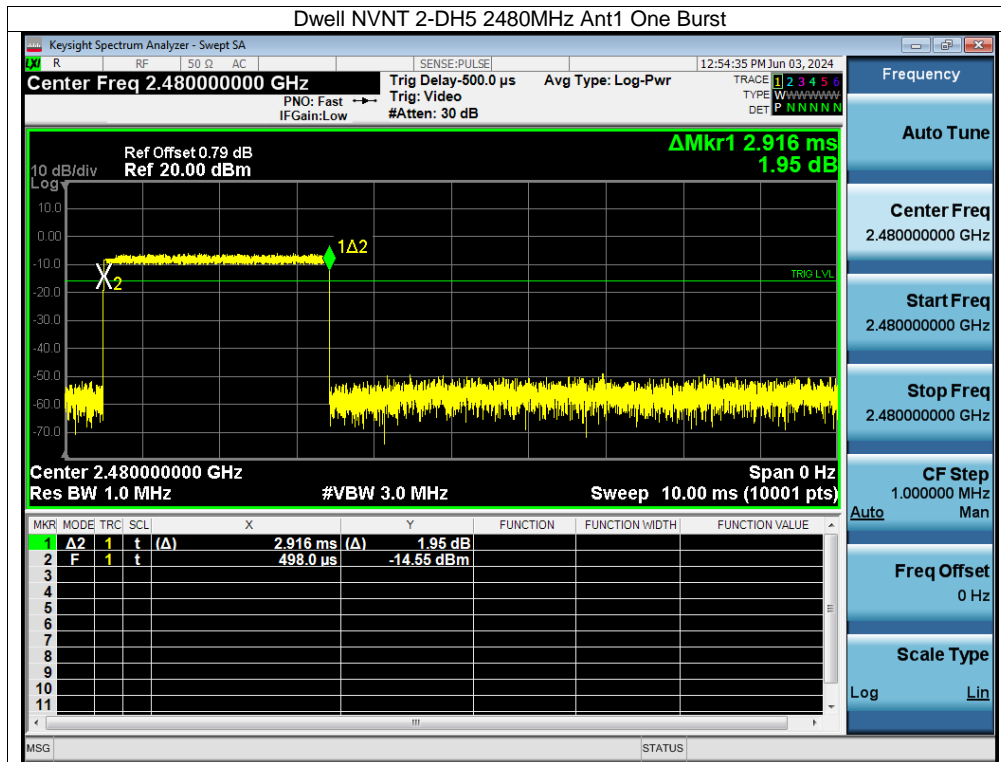 Dwell NVNT 2-DH5 2480MHz Ant1 One Burst
Keysight Spectrum Analyzer - Swept SA
LXI R RF 50 Ω AC SENSE:PULSE 12:54:35 PM Jun 03, 2024
Center Freq 2.480000000 GHz Trig Delay-500.0 µs Avg Type: Log-Pwr TRACE 1 2 3 4 5 6
PNO: Fast Trig: Video TYPE WWWWWW
IFGain:Low #Atten: 30 dB DET P N N N N N
Frequency
Auto Tune
Center Freq
2.480000000 GHz
Start Freq
2.480000000 GHz
Stop Freq
2.480000000 GHz
CF Step
1.000000 MHz
Auto Man
Freq Offset
0 Hz
Scale Type
Log Lin
ΔMkr1 2.916 ms
1.95 dB
Ref Offset 0.79 dB
10 dB/div Ref 20.00 dBm
Log
10.0
0.00
-10.0
-20.0
-30.0
-40.0
-50.0
-60.0
-70.0
1Δ2
2
TRIG LVL
Center 2.480000000 GHz Span 0 Hz
Res BW 1.0 MHz #VBW 3.0 MHz Sweep 10.00 ms (10001 pts)
MKR MODE TRC SCL X Y FUNCTION FUNCTION WIDTH FUNCTION VALUE
1 Δ2 1 t (Δ) 2.916 ms (Δ) 1.95 dB
2 F 1 t 498.0 µs -14.55 dBm
3
4
5
6
7
8
9
10
11
MSG STATUS